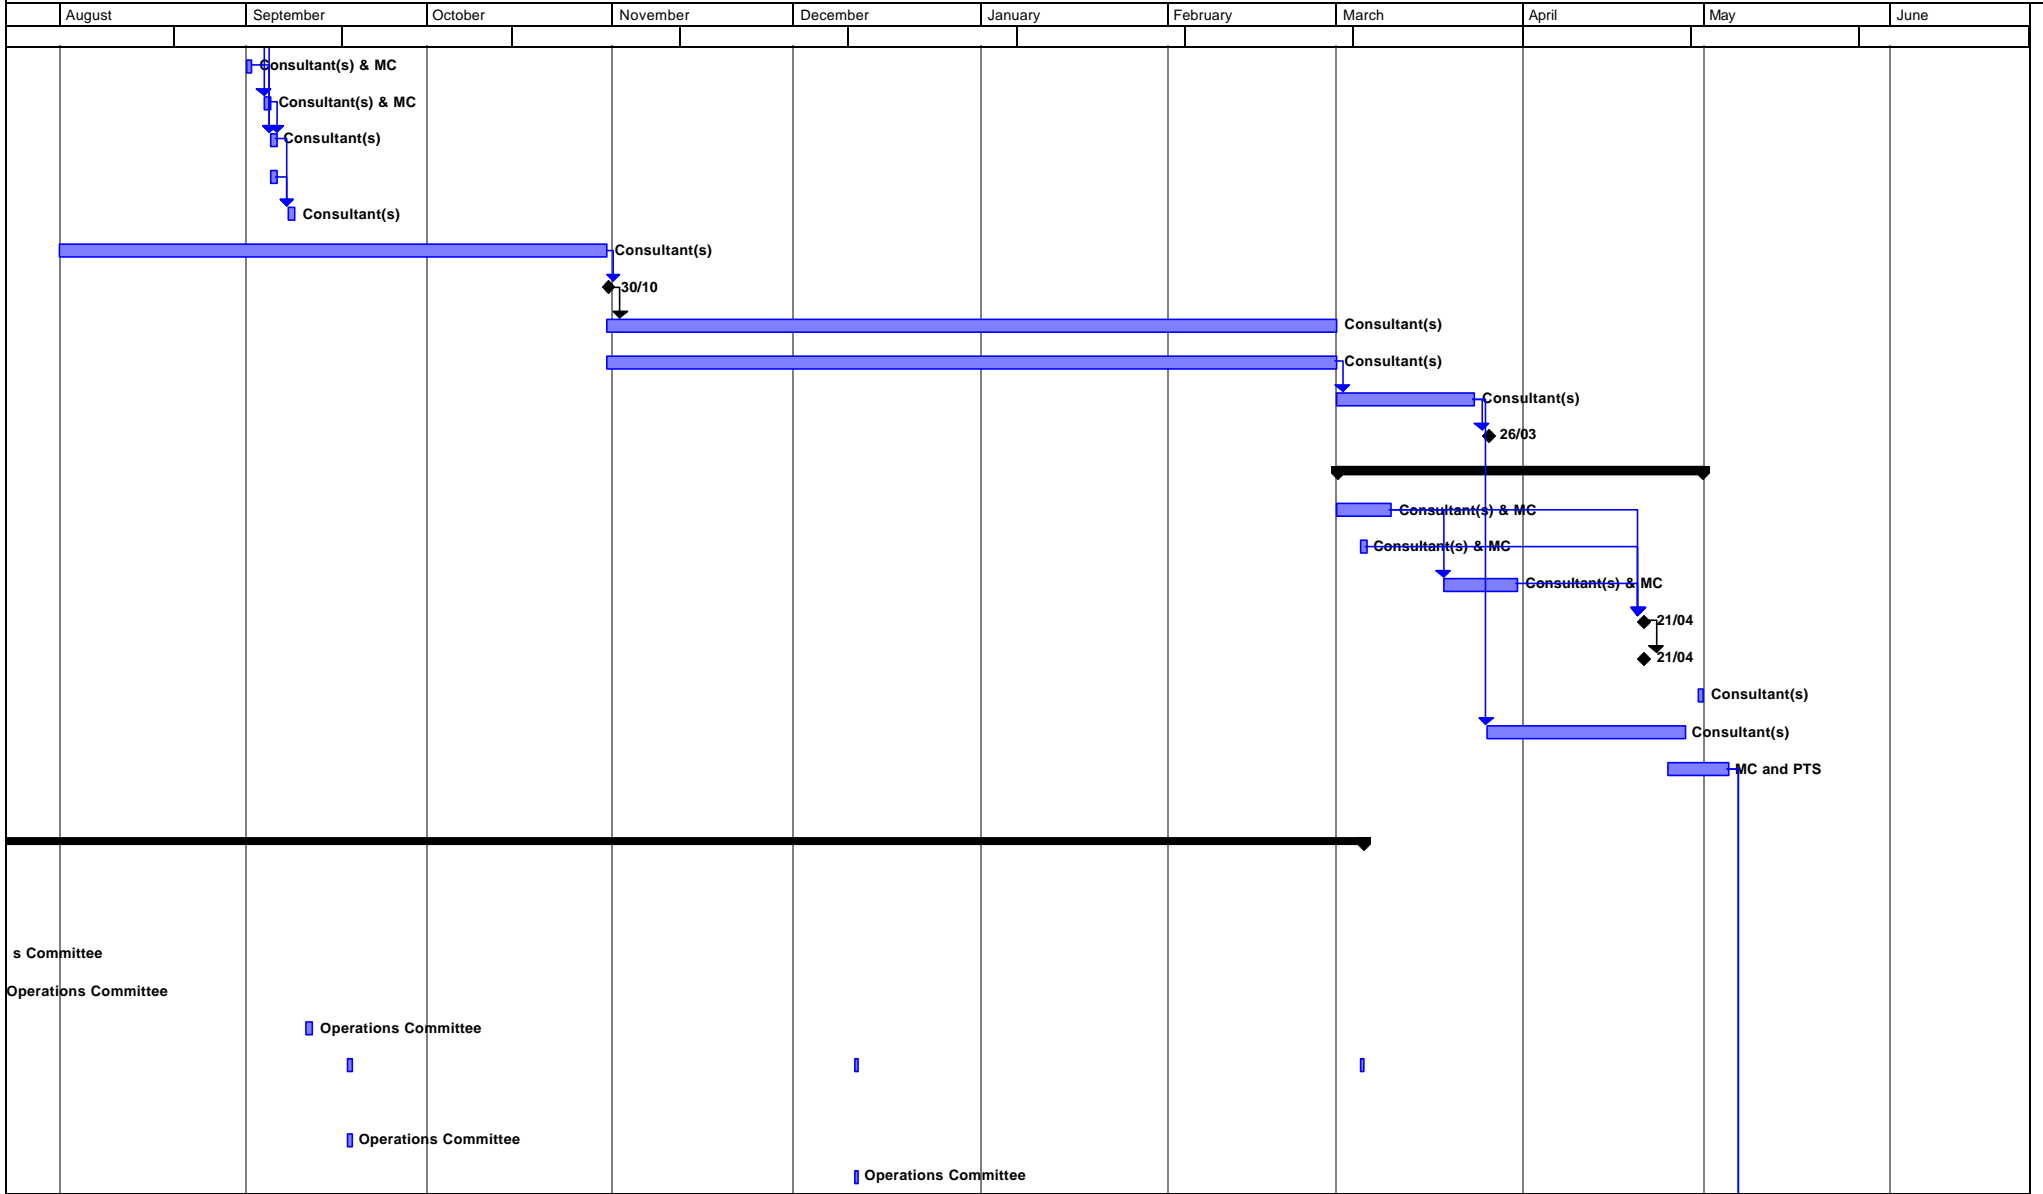 August September October November December January February March April May June
Consultant(s) & MC
Consultant(s) & MC
Consultant(s)
Consultant(s)
Consultant(s)
30/10
Consultant(s)
Consultant(s)
Consultant(s)
26/03
Consultant(s) & MC
Consultant(s) & MC
Consultant(s) & MC
21/04
21/04
Consultant(s)
Consultant(s)
MC and PTS
s Committee
Operations Committee
Operations Committee
Operations Committee
Operations Committee